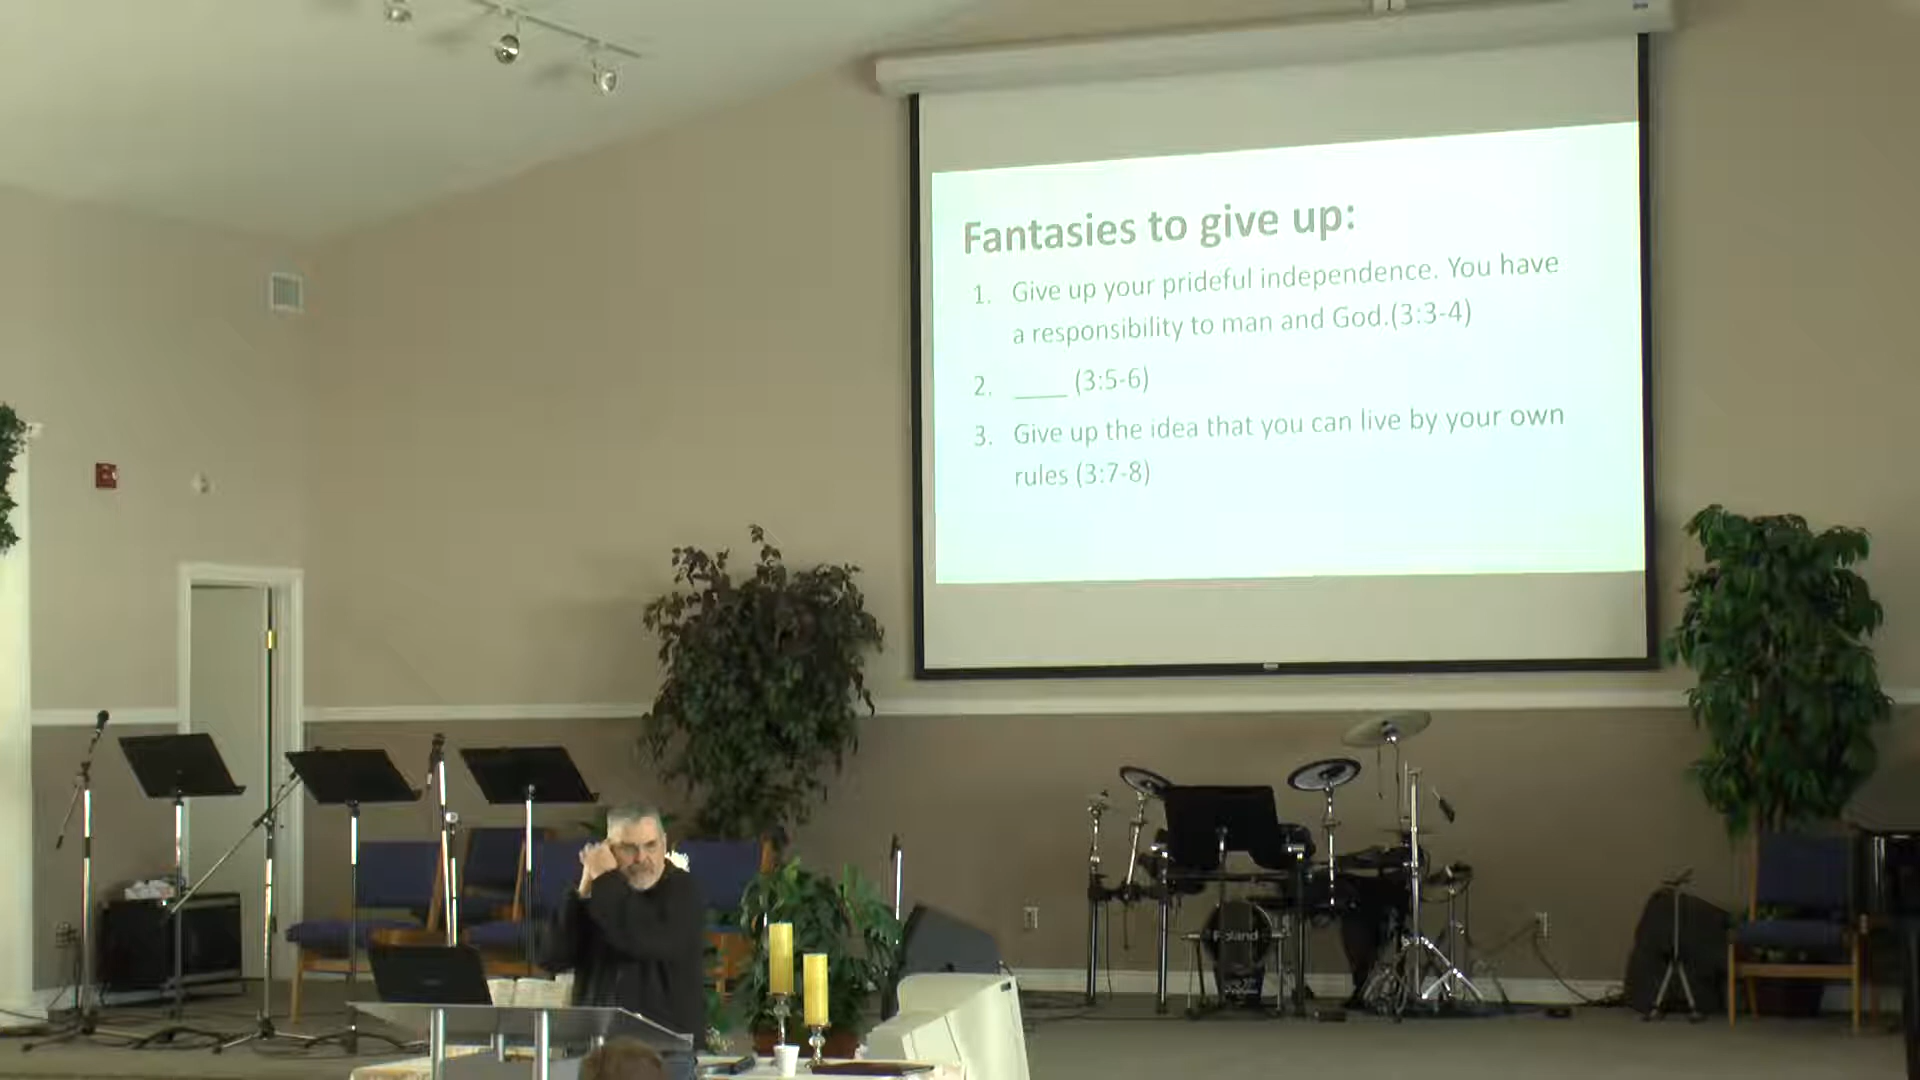 Fantasies to give up:
1. Give up your prideful independence. You have
a responsibility to man and God.(3:3-4)
2. ____ (3:5-6)
3. Give up the idea that you can live by your own
rules (3:7-8)
Roland